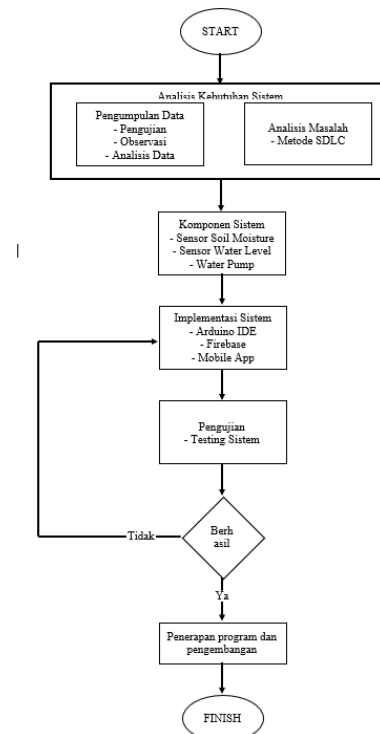 START
Analisis Kebutuhan Sistem
Pengumpulan Data
- Pengujian
- Observasi
- Analisis Data
Analisis Masalah
- Metode SDLC
Komponen Sistem
- Sensor Soil Moisture
- Sensor Water Level
- Water Pump
Implementasi Sistem
- Arduino IDE
- Firebase
- Mobile App
Pengujian
- Testing Sistem
Berh
asil
Tidak
Ya
Penerapan program dan
pengembangan
FINISH